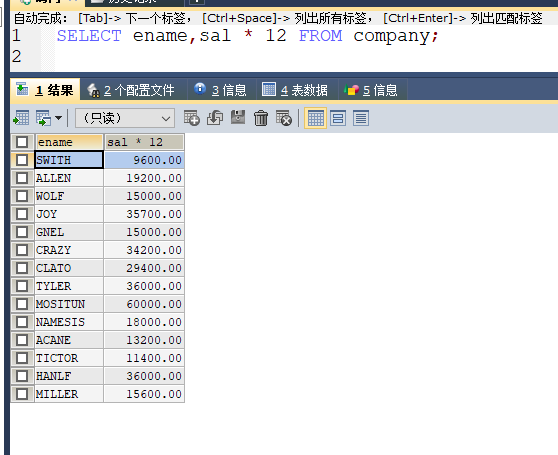 自动完成: [Tab]-> 下一个标签, [Ctrl+Space]-> 列出所有标签, [Ctrl+Enter]-> 列出匹配标签
1 SELECT ename,sal * 12 FROM company;
2
1 结果 2 个配置文件 3 信息 4 表数据 5 信息
(只读)
ename sal * 12
SWITH 9600.00
ALLEN 19200.00
WOLF 15000.00
JOY 35700.00
GNEL 15000.00
CRAZY 34200.00
CLATO 29400.00
TYLER 36000.00
MOSITUN 60000.00
NAMESIS 18000.00
ACANE 13200.00
TICTOR 11400.00
HANLF 36000.00
MILLER 15600.00